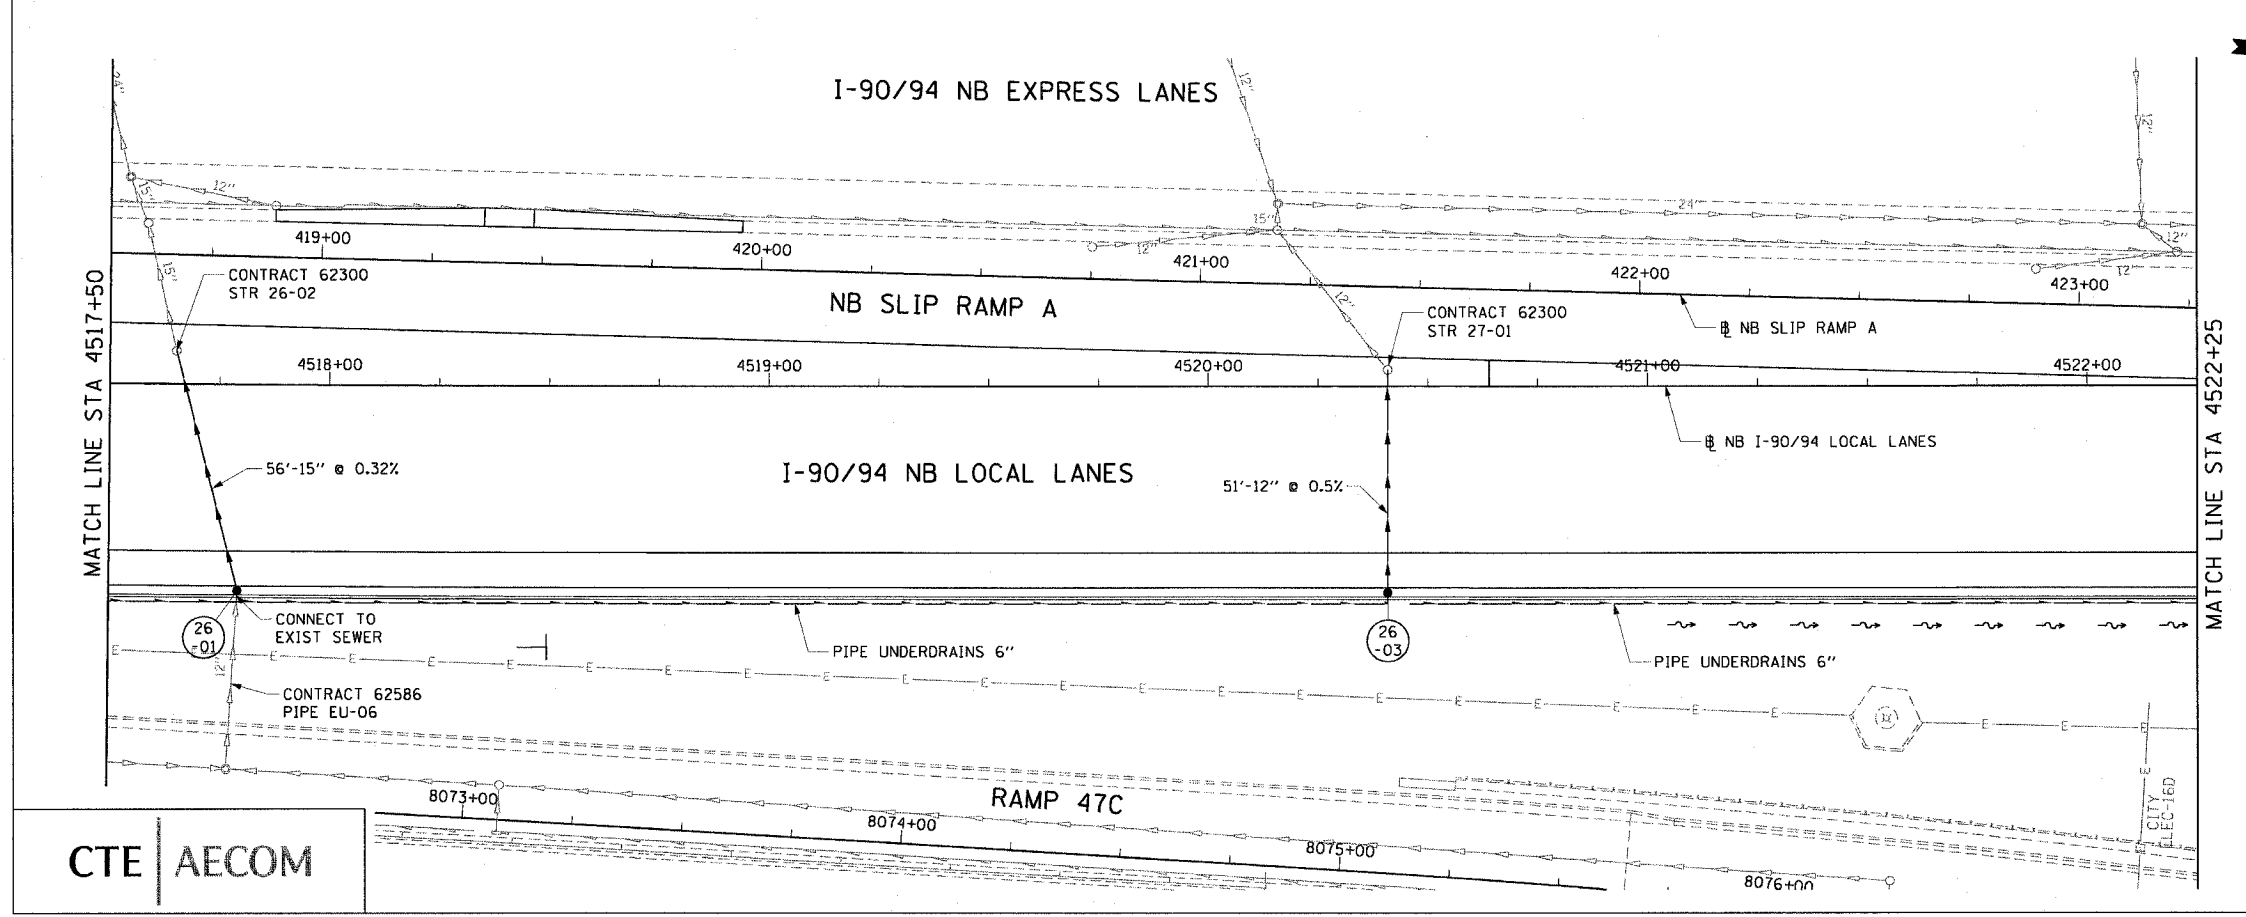 I-90/94 NB EXPRESS LANES
24"
12"
12"
15"
12"
15"
24"
12"
12"
15"
12"
12"
12"
419+00
420+00
421+00
422+00
423+00
CONTRACT 62300
STR 26-02
NB SLIP RAMP A
CONTRACT 62300
STR 27-01
℄ NB SLIP RAMP A
4518+00
4519+00
4520+00
4521+00
4522+00
MATCH LINE STA 4517+50
MATCH LINE STA 4522+25
56'-15" @ 0.32%
I-90/94 NB LOCAL LANES
51'-12" @ 0.5%
℄ NB I-90/94 LOCAL LANES
26
-01
CONNECT TO
EXIST SEWER
26
-03
PIPE UNDERDRAINS 6"
PIPE UNDERDRAINS 6"
E E E E E E E E E E E E E E E E E E E E E E E E E
12"
CONTRACT 62586
PIPE EU-06
8073+00
8074+00
8075+00
8076+00
RAMP 47C
CITY
EEC-16D
CTE AECOM